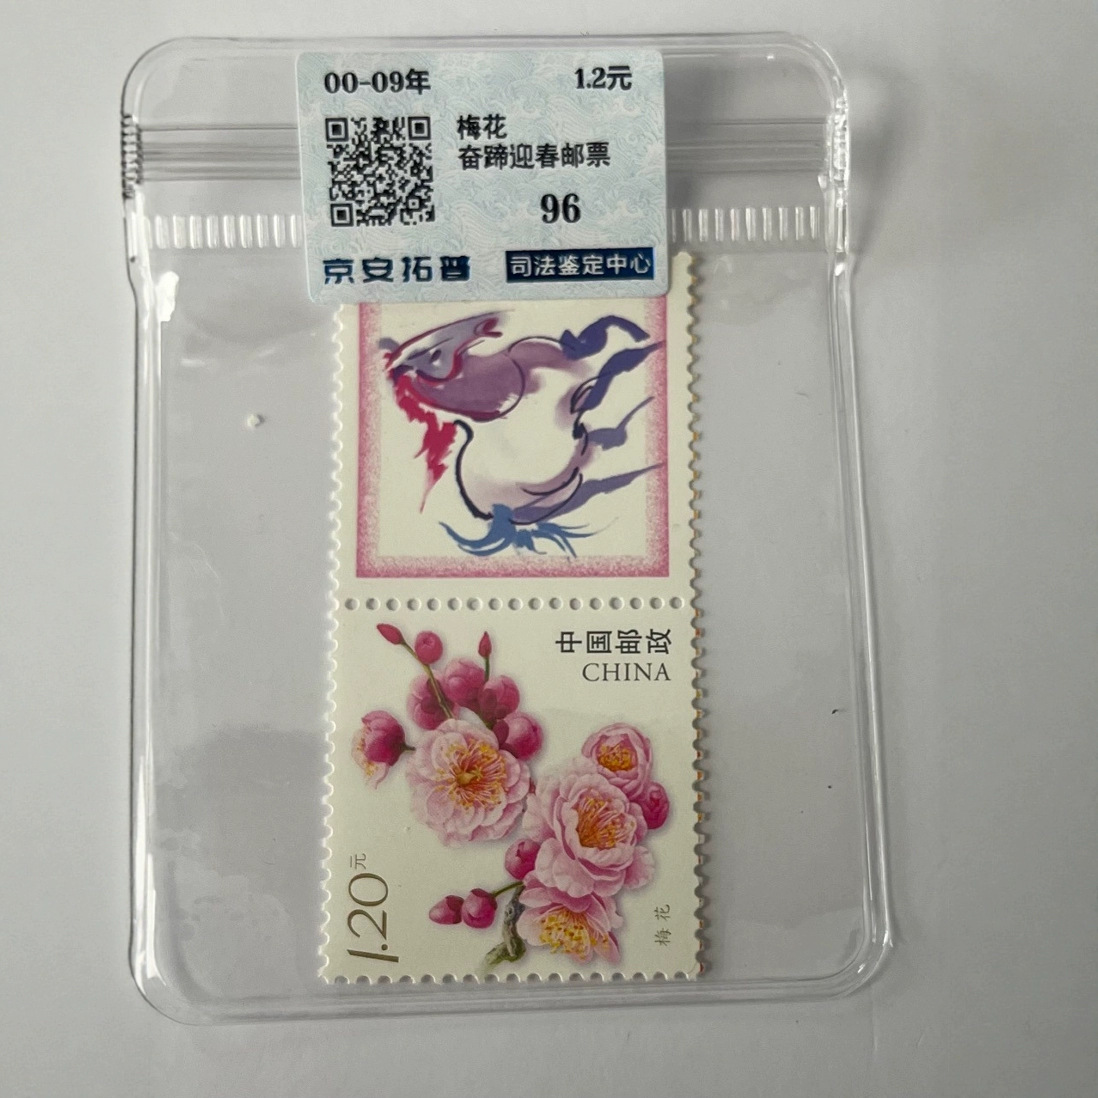 00-09年
1.2元
梅花
奋蹄迎春邮票
96
京安拓普
司法鉴定中心
中国邮政
CHINA
1.20元
梅花